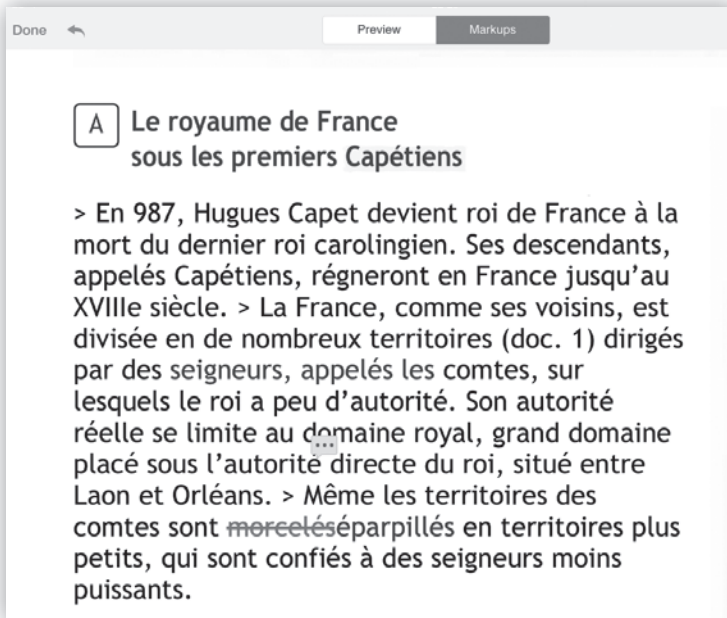 Done
Preview
Markups
A
Le royaume de France
sous les premiers Capétiens
> En 987, Hugues Capet devient roi de France à la
mort du dernier roi carolingien. Ses descendants,
appelés Capétiens, régneront en France jusqu’au
XVIIIe siècle. > La France, comme ses voisins, est
divisée en de nombreux territoires (doc. 1) dirigés
par des seigneurs, appelés les comtes, sur
lesquels le roi a peu d’autorité. Son autorité
réelle se limite au domaine royal, grand domaine
placé sous l’autorité directe du roi, situé entre
Laon et Orléans. > Même les territoires des
comtes sont morceléséparpillés en territoires plus
petits, qui sont confiés à des seigneurs moins
puissants.